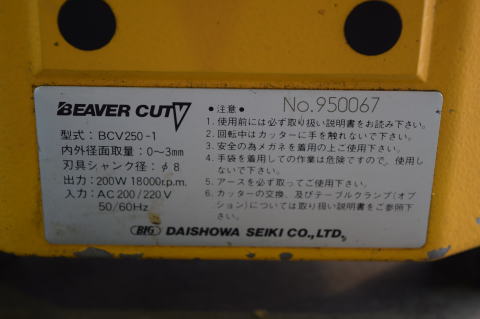 BEAVER CUT V
型式: BCV250-1
内外径面取量: 0~3mm
刃具シャンク径: φ8
出力: 200W 18000r.p.m.
入力: AC 200/220V
50/60Hz
●注意● No.950067
1. 使用前には必ず取り扱い説明書をお読み下さい。
2. 回転中はカッターに手を触れないで下さい。
3. 安全の為メガネを着用の上ご使用下さい。
4. 手袋を着用しての作業は危険ですので、使用し
ないで下さい。
5. アースを必ず取ってご使用下さい。
6. カッターの交換、及びテーブルクランプ(オプ
ション)については取り扱い説明書をご参照下
さい。
BIG DAISHOWA SEIKI CO., LTD.